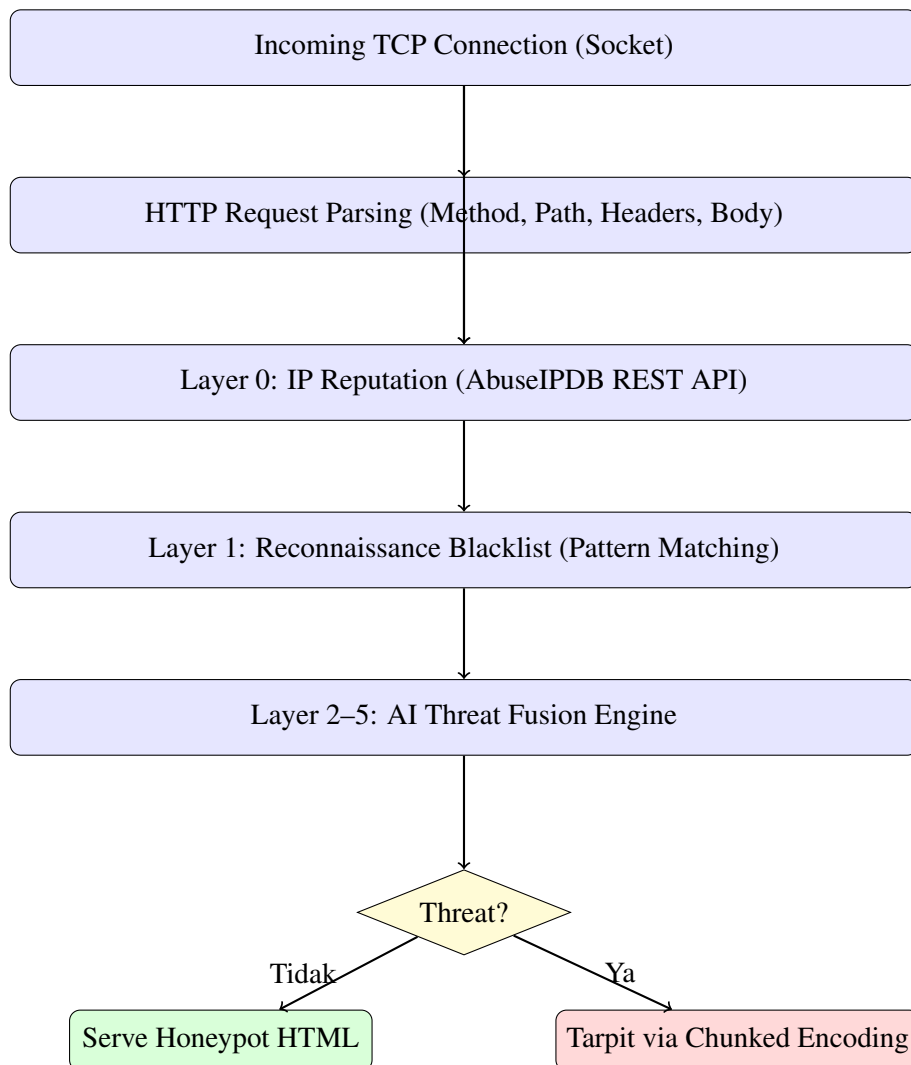 Incoming TCP Connection (Socket)
HTTP Request Parsing (Method, Path, Headers, Body)
Layer 0: IP Reputation (AbuseIPDB REST API)
Layer 1: Reconnaissance Blacklist (Pattern Matching)
Layer 2–5: AI Threat Fusion Engine
Threat?
Tidak
Ya
Serve Honeypot HTML
Tarpit via Chunked Encoding